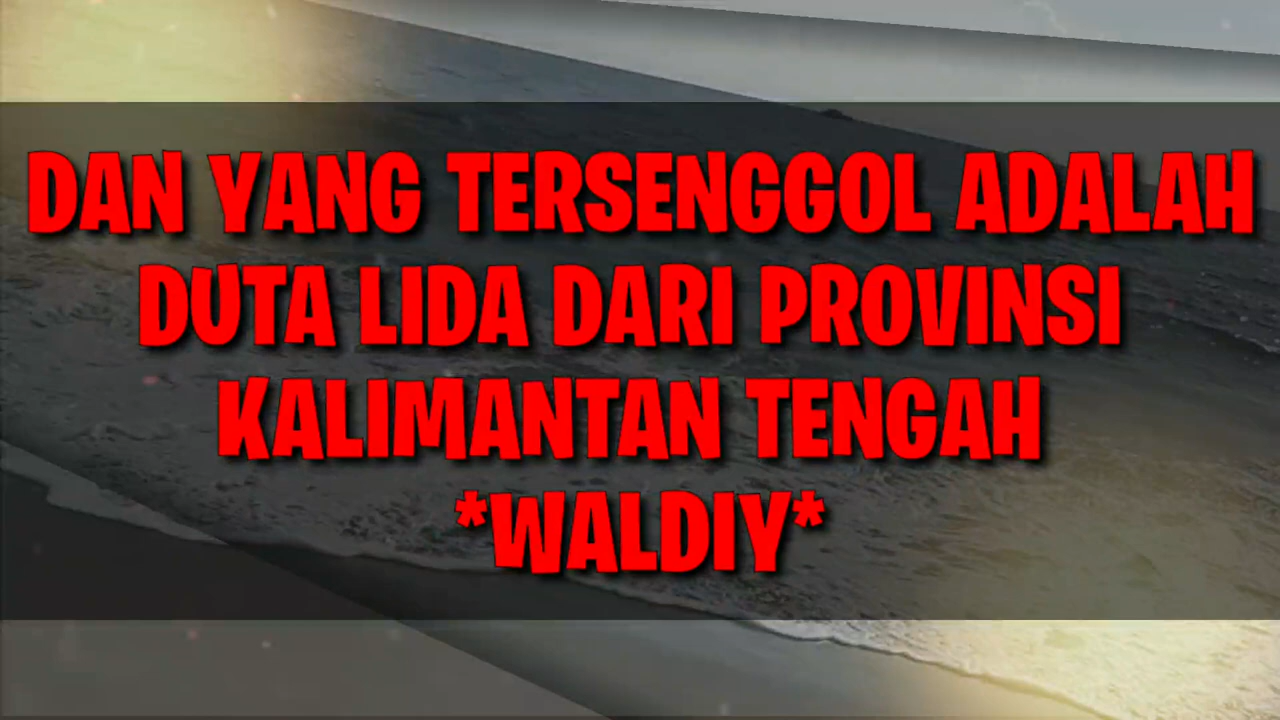 DAN YANG TERSENGGOL ADALAH
DUTA LIDA DARI PROVINSI
KALIMANTAN TENGAH
*WALDIY*